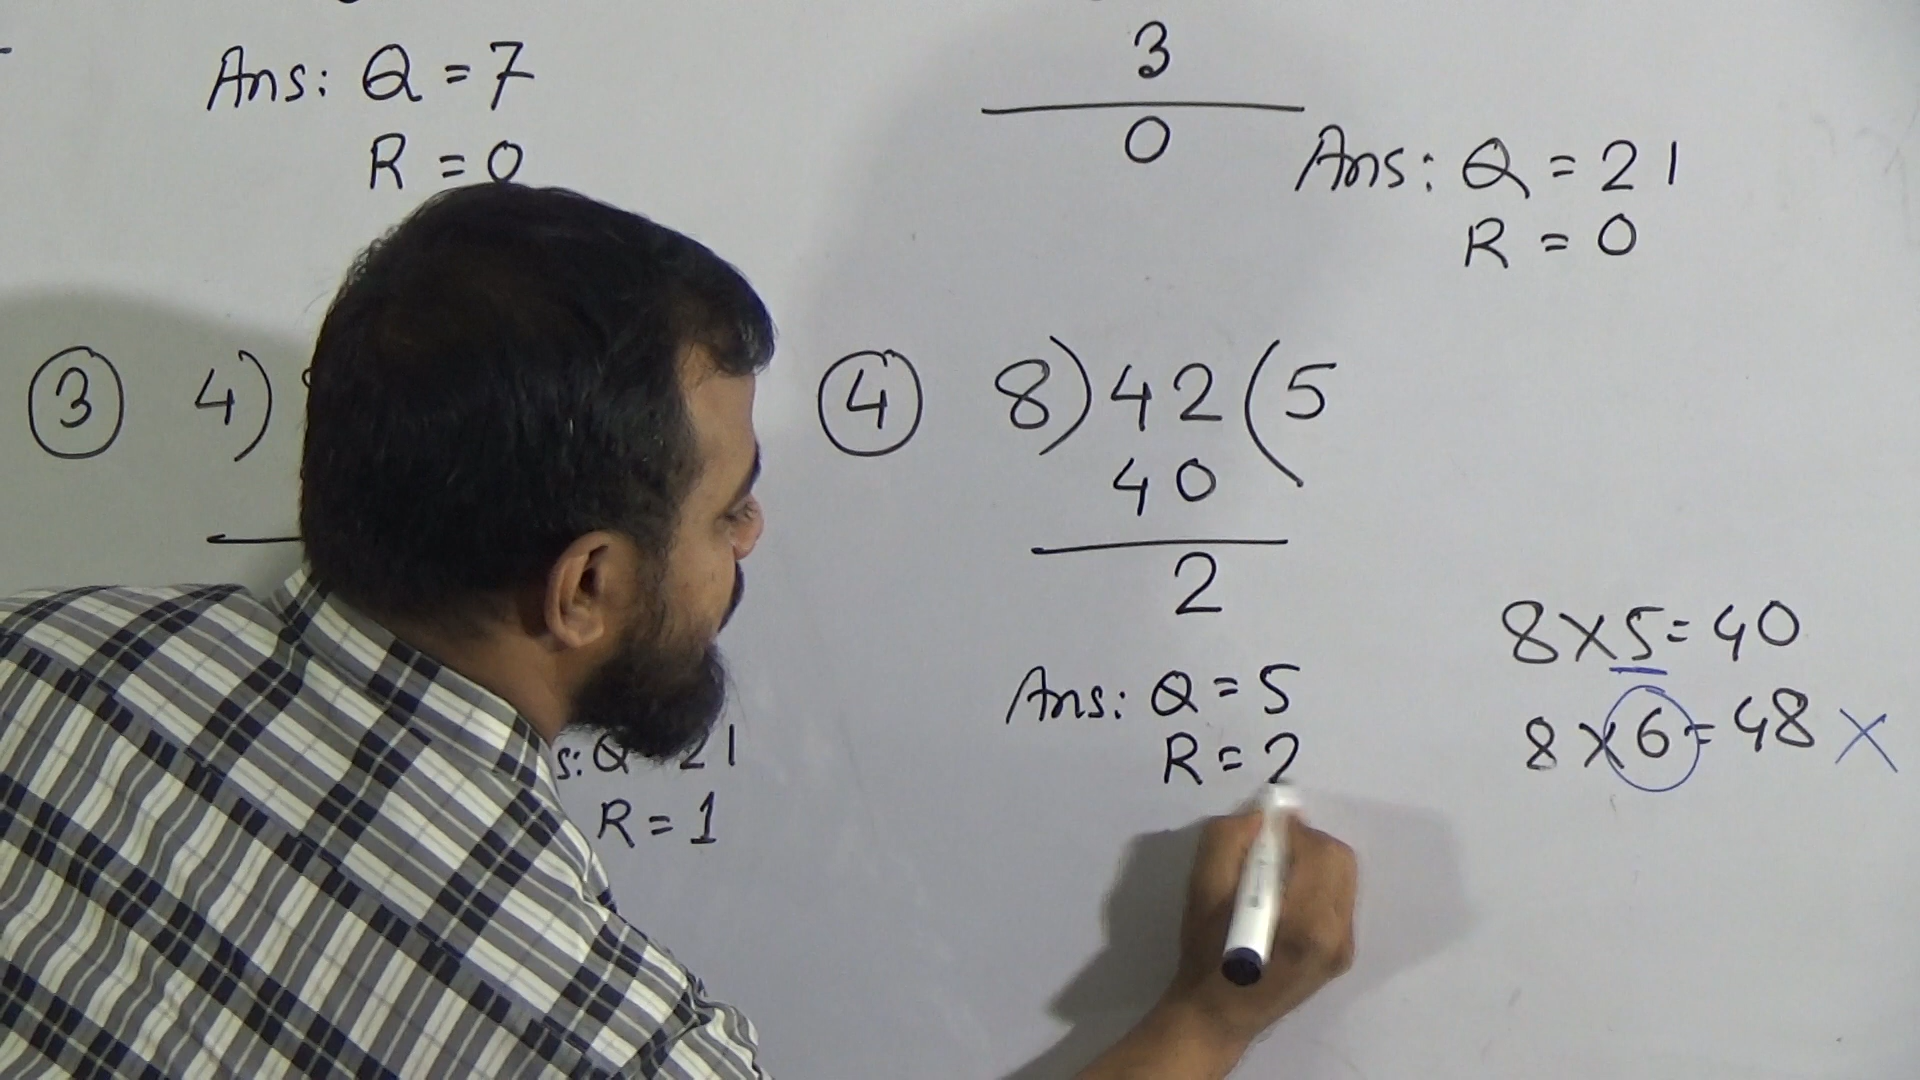 Ans: Q = 7
R = 0
3
0
Ans: Q = 21
R = 0
3 4)
s: Q 21
R = 1
4 8)42(5
40
2
Ans: Q = 5
R = 2
8×5=40
8×6=48 ×